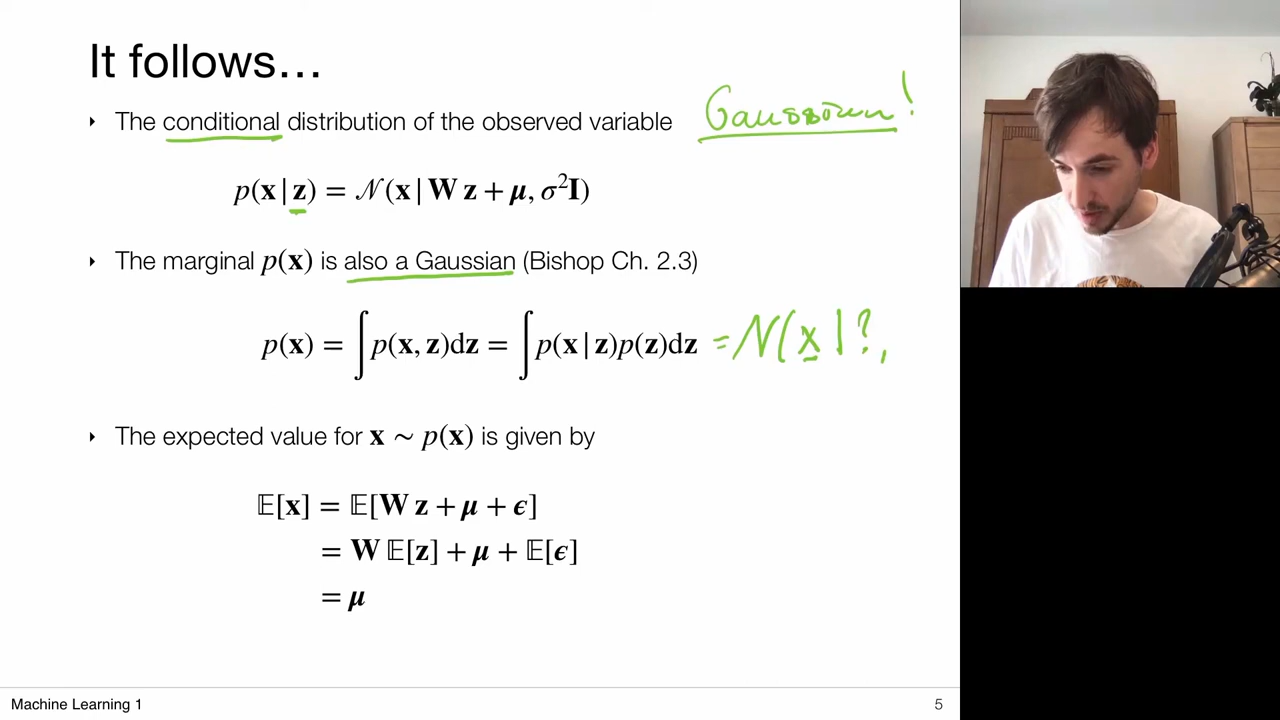 It follows…
‣ The conditional distribution of the observed variable Gaussian!
p(x | z) = 𝒩(x | W z + μ, σ²I)
‣ The marginal p(x) is also a Gaussian (Bishop Ch. 2.3)
p(x) = ∫ p(x, z)dz = ∫ p(x | z)p(z)dz = N(x | ?,
‣ The expected value for x ∼ p(x) is given by
𝔼[x] = 𝔼[W z + μ + ϵ]
= W 𝔼[z] + μ + 𝔼[ϵ]
= μ
Machine Learning 1 5